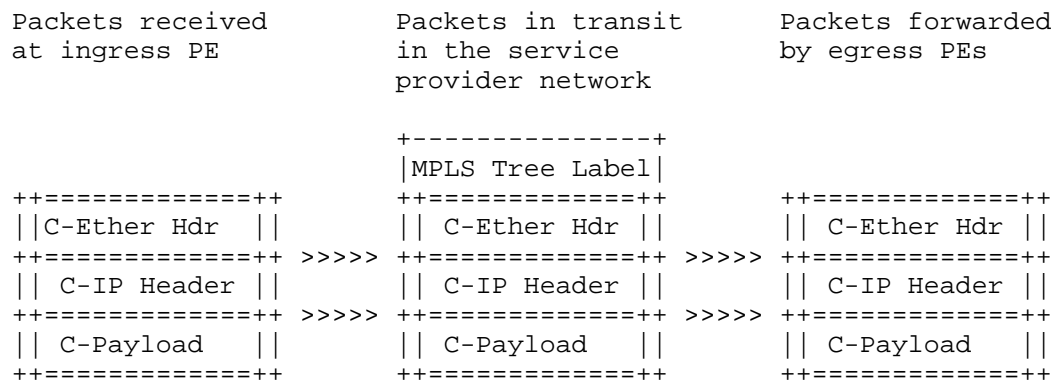 Packets received          Packets in transit        Packets forwarded
at ingress PE             in the service            by egress PEs
                          provider network

                          +---------------+
                          |MPLS Tree Label|
++=============++         ++=============++         ++=============++
||C-Ether Hdr  ||         || C-Ether Hdr ||         || C-Ether Hdr ||
++=============++ >>>>> ++=============++ >>>>> ++=============++
|| C-IP Header ||         || C-IP Header ||         || C-IP Header ||
++=============++ >>>>> ++=============++ >>>>> ++=============++
|| C-Payload   ||         || C-Payload   ||         || C-Payload   ||
++=============++         ++=============++         ++=============++